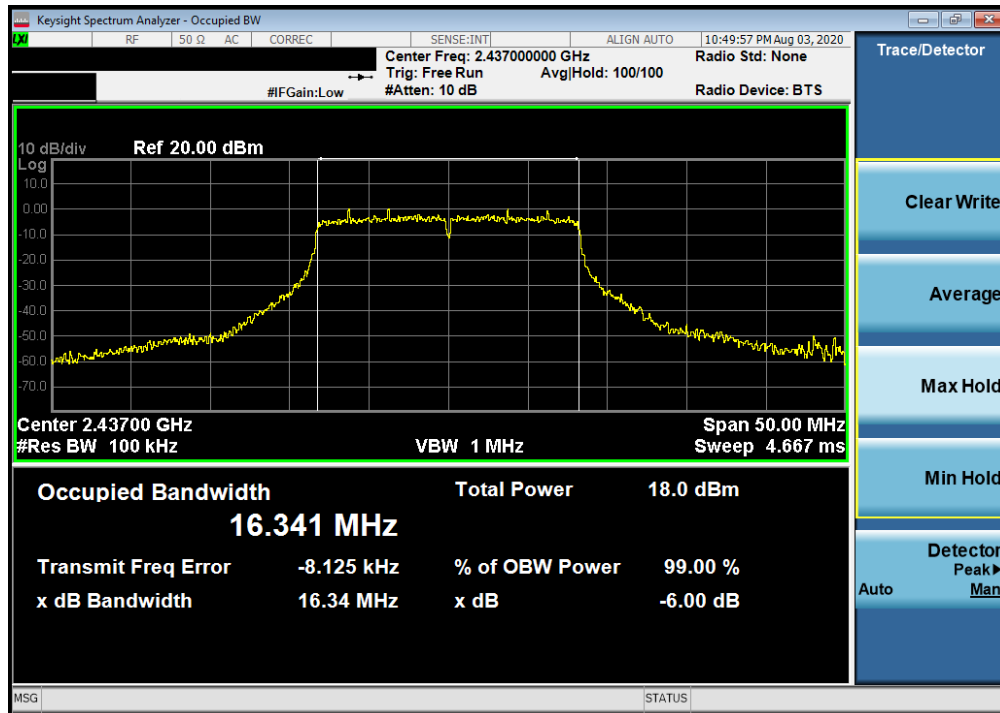 Keysight Spectrum Analyzer - Occupied BW
LXI RF 50 Ω AC CORREC SENSE:INT ALIGN AUTO 10:49:57 PM Aug 03, 2020
Center Freq: 2.437000000 GHz Radio Std: None
Trig: Free Run Avg|Hold: 100/100
#IFGain:Low #Atten: 10 dB Radio Device: BTS
10 dB/div Ref 20.00 dBm
Log
10.0
0.00
-10.0
-20.0
-30.0
-40.0
-50.0
-60.0
-70.0
Center 2.43700 GHz Span 50.00 MHz
#Res BW 100 kHz VBW 1 MHz Sweep 4.667 ms
Occupied Bandwidth Total Power 18.0 dBm
16.341 MHz
Transmit Freq Error -8.125 kHz % of OBW Power 99.00 %
x dB Bandwidth 16.34 MHz x dB -6.00 dB
MSG STATUS
Trace/Detector
Clear Write
Average
Max Hold
Min Hold
Detector
Peak▶
Auto Man